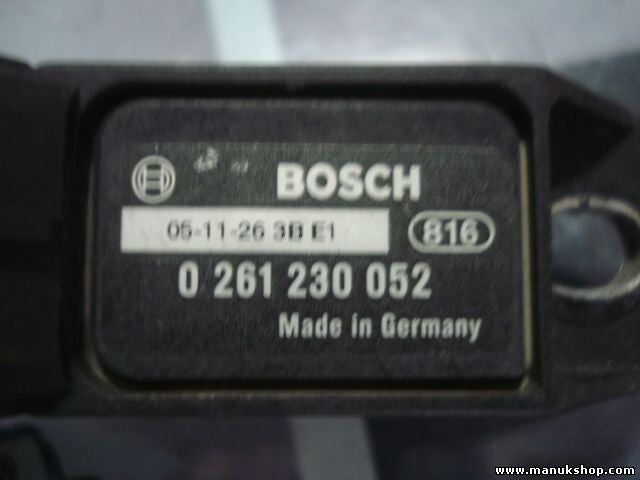 BOSCH
05-11-26 3B E1
816
0 261 230 052
Made in Germany
www.manukshop.com